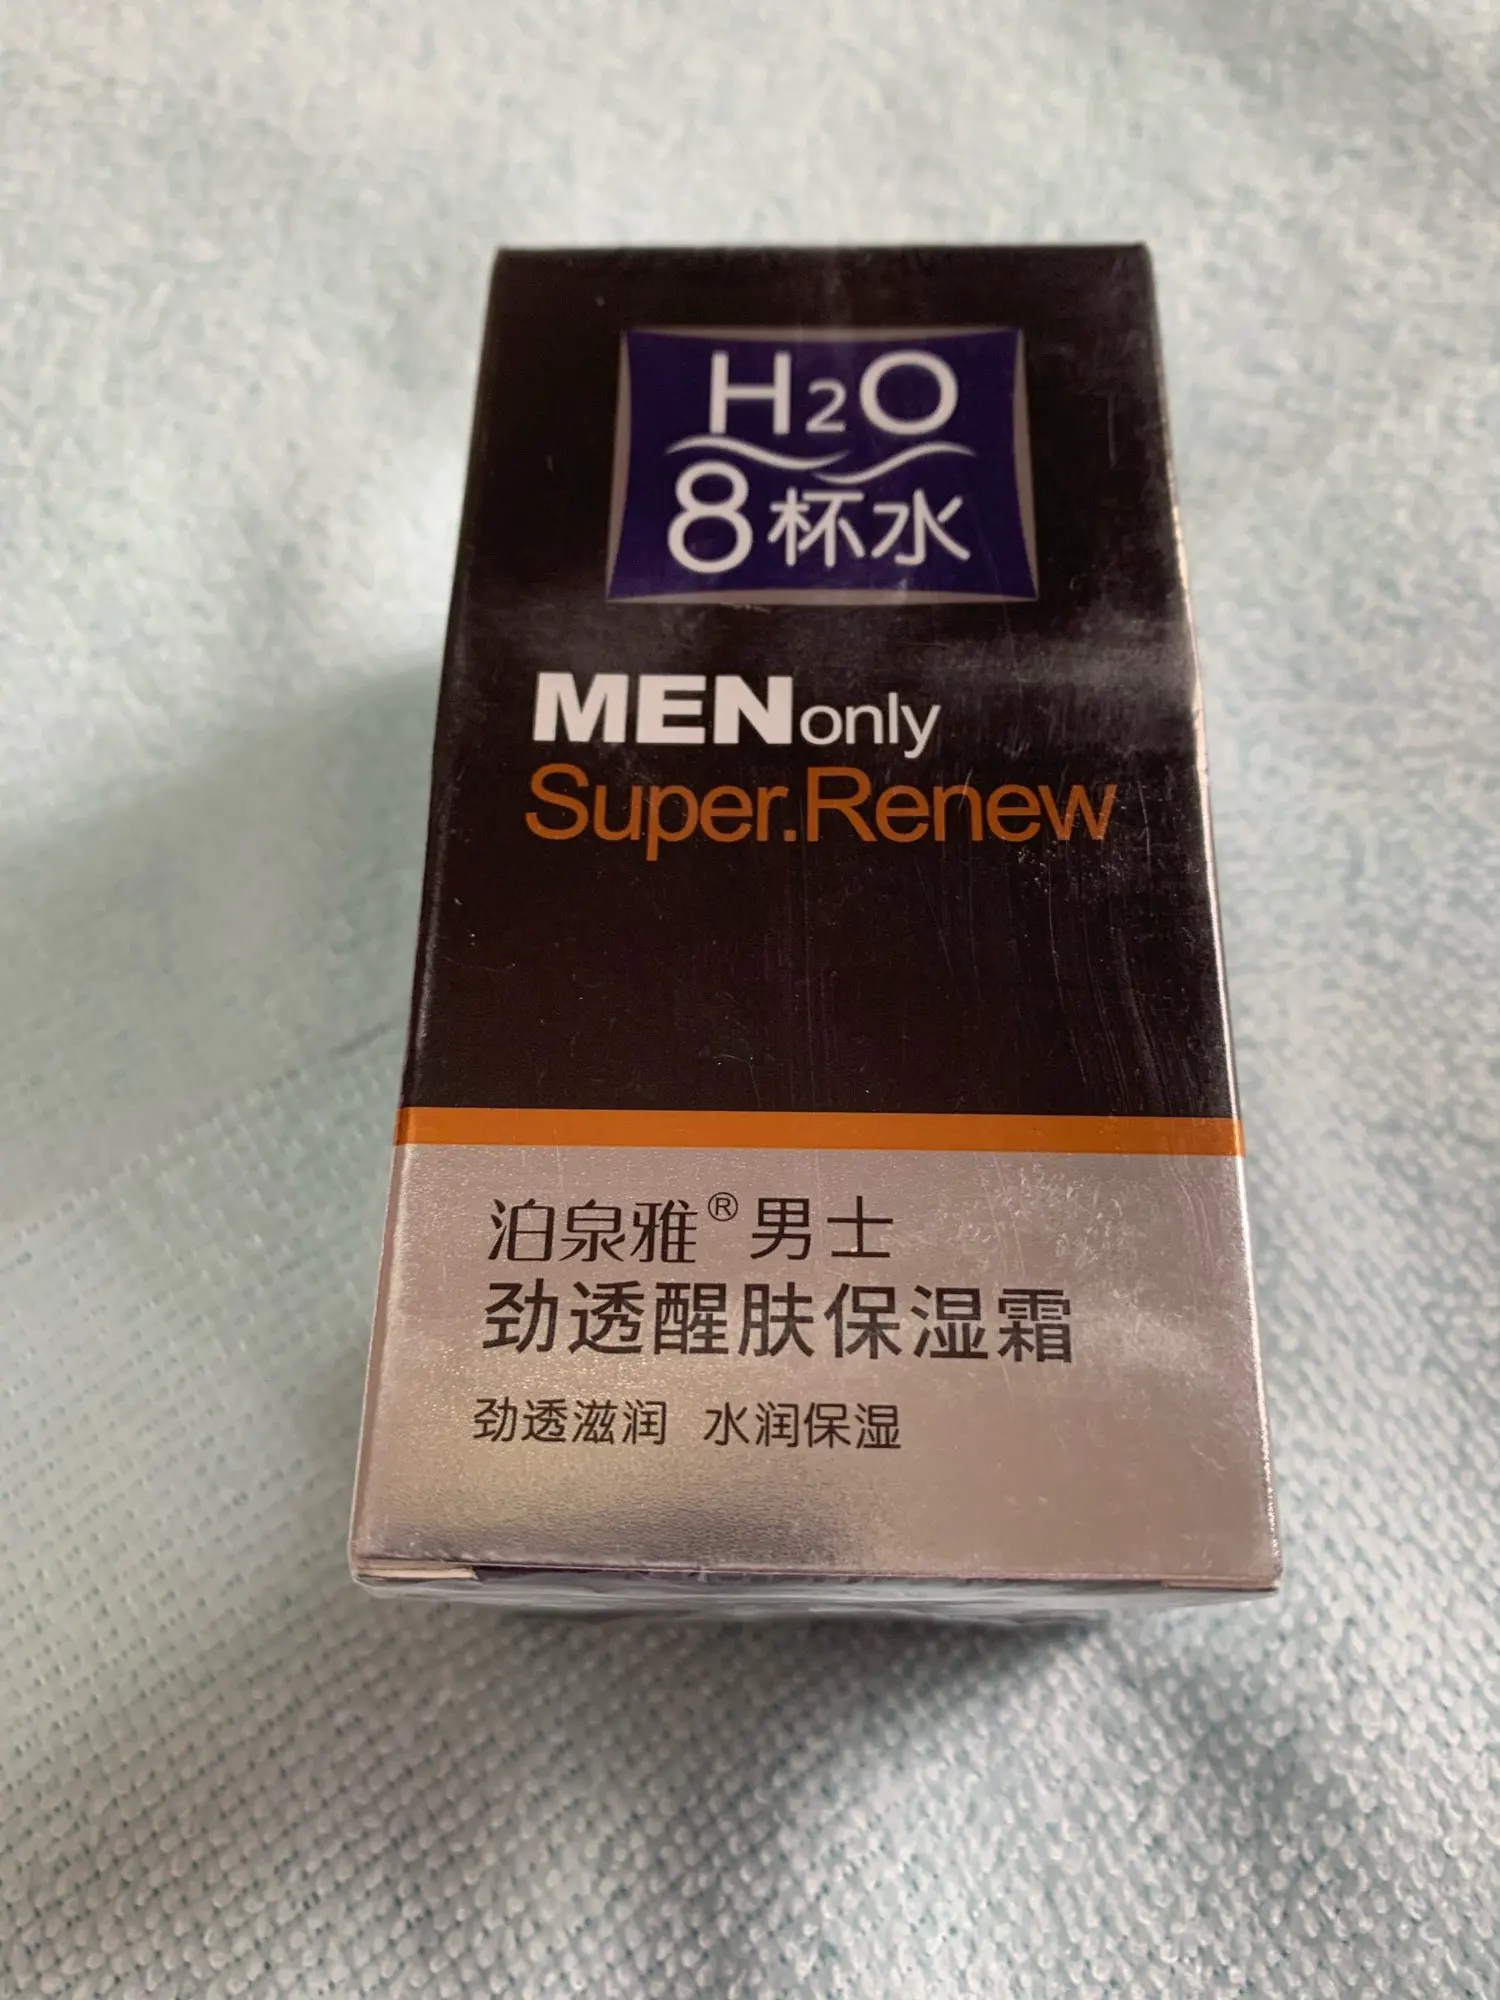 H2O
8杯水
MENonly
Super.Renew
泊泉雅®男士
劲透醒肤保湿霜
劲透滋润 水润保湿